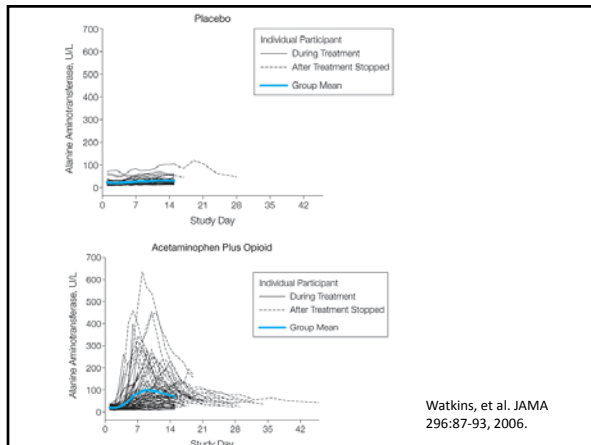 Placebo
700
600
500
400
300
200
100
0
Alanine Aminotransferase, U/L
Individual Participant
During Treatment
After Treatment Stopped
Group Mean
0 7 14 21 28 35 42
Study Day
Acetaminophen Plus Opioid
700
600
500
400
300
200
100
0
Alanine Aminotransferase, U/L
Individual Participant
During Treatment
After Treatment Stopped
Group Mean
0 7 14 21 28 35 42
Study Day
Watkins, et al. JAMA
296:87-93, 2006.